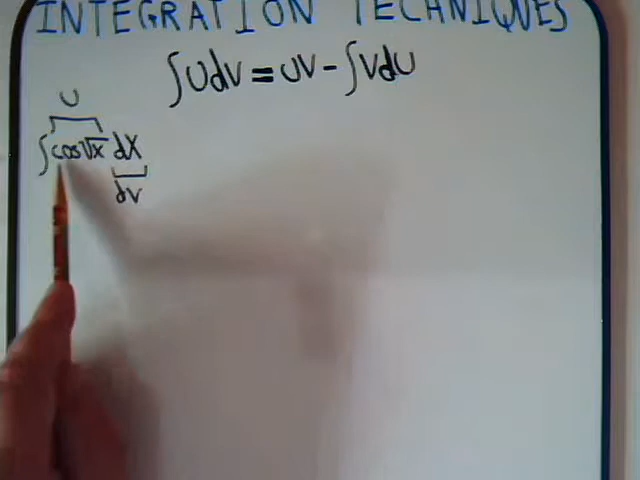 INTEGRATION TECHNIQUES
∫UdV=UV-∫VdU
U
∫cos√x dX
dV